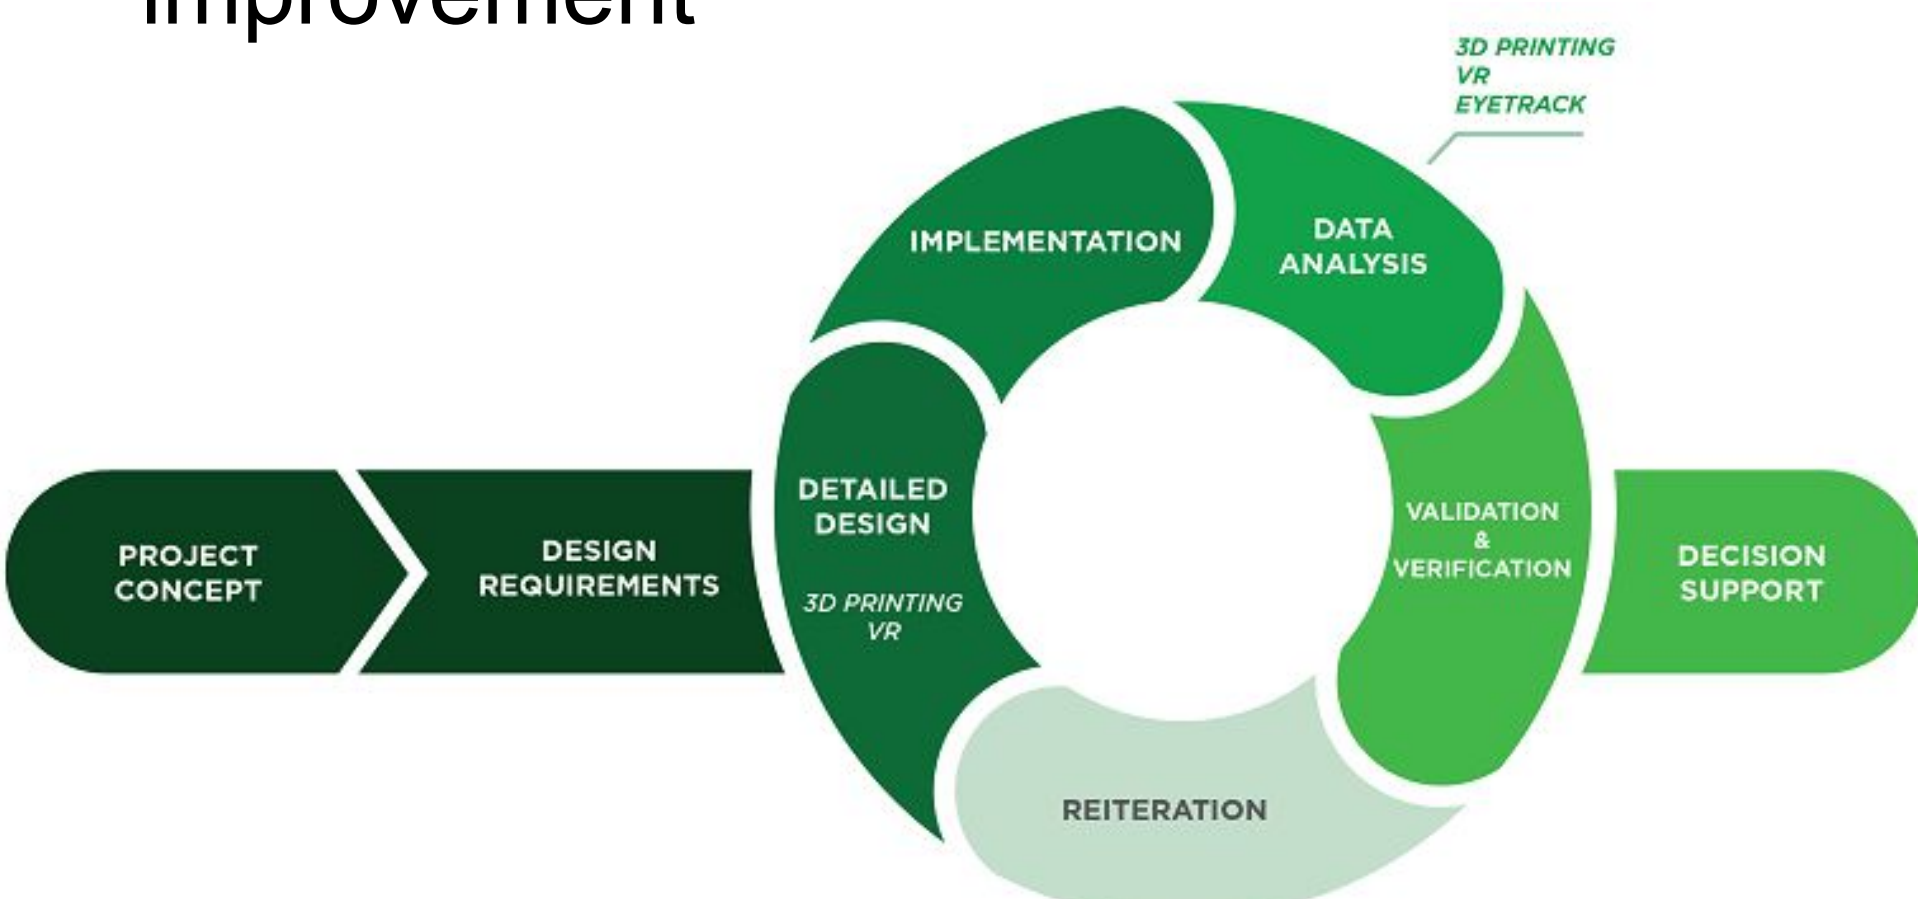 improvement
3D PRINTING
VR
EYETRACK
IMPLEMENTATION
DATA
ANALYSIS
DETAILED
DESIGN
3D PRINTING
VR
VALIDATION
&
VERIFICATION
PROJECT
CONCEPT
DESIGN
REQUIREMENTS
DECISION
SUPPORT
REITERATION